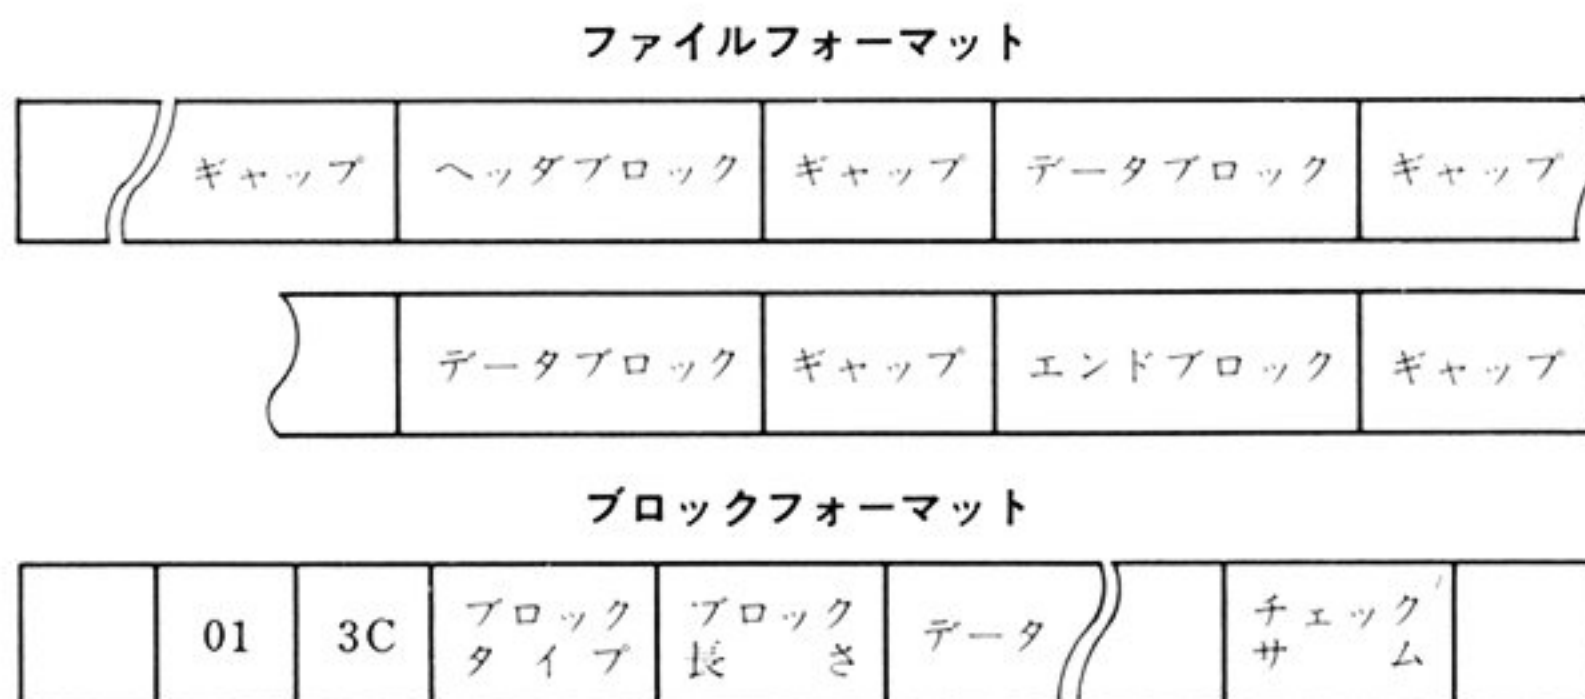 ファイルフォーマット
ギャップ ヘッダブロック ギャップ データブロック ギャップ
データブロック ギャップ エンドブロック ギャップ
ブロックフォーマット
01 3C ブロックタイプ ブロック長さ データ チェックサム